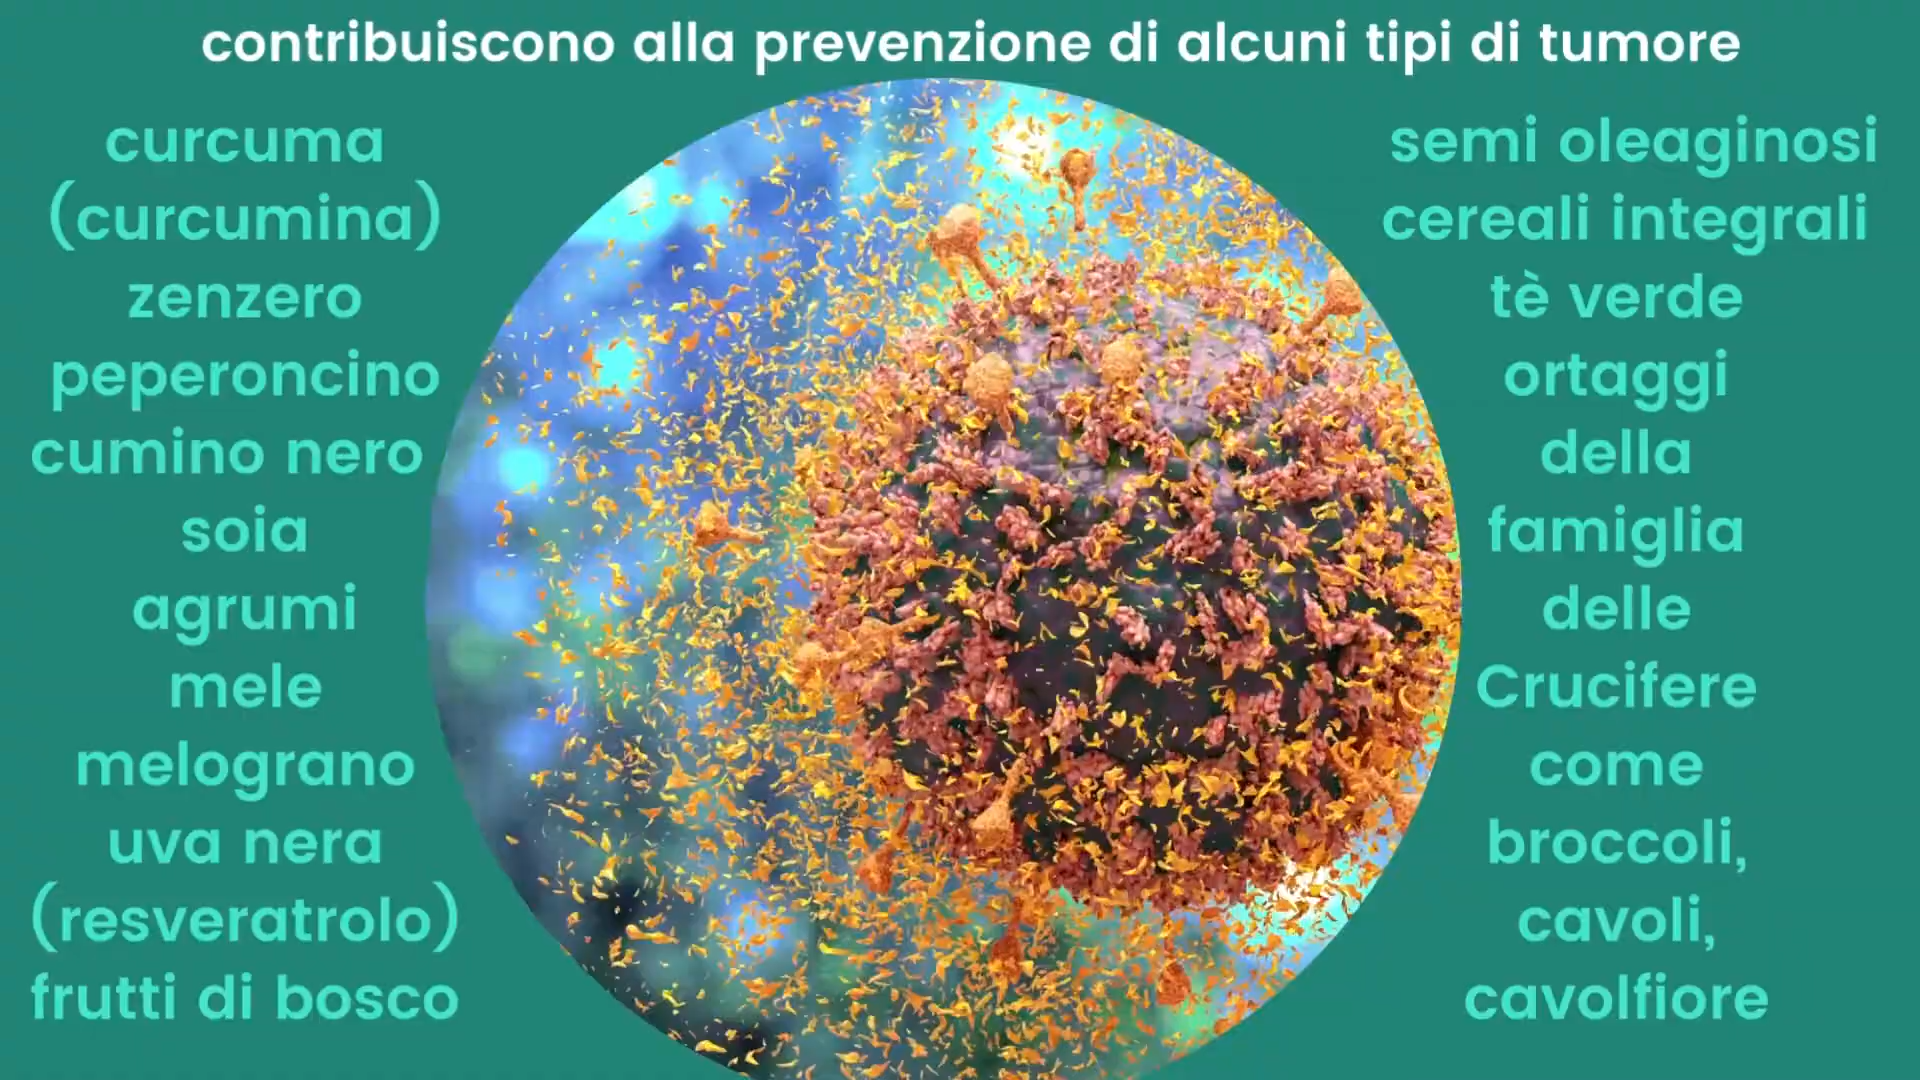 contribuiscono alla prevenzione di alcuni tipi di tumore
curcuma
(curcumina)
zenzero
peperoncino
cumino nero
soia
agrumi
mele
melograno
uva nera
(resveratrolo)
frutti di bosco
semi oleaginosi
cereali integrali
tè verde
ortaggi
della
famiglia
delle
Crucifere
come
broccoli,
cavoli,
cavolfiore